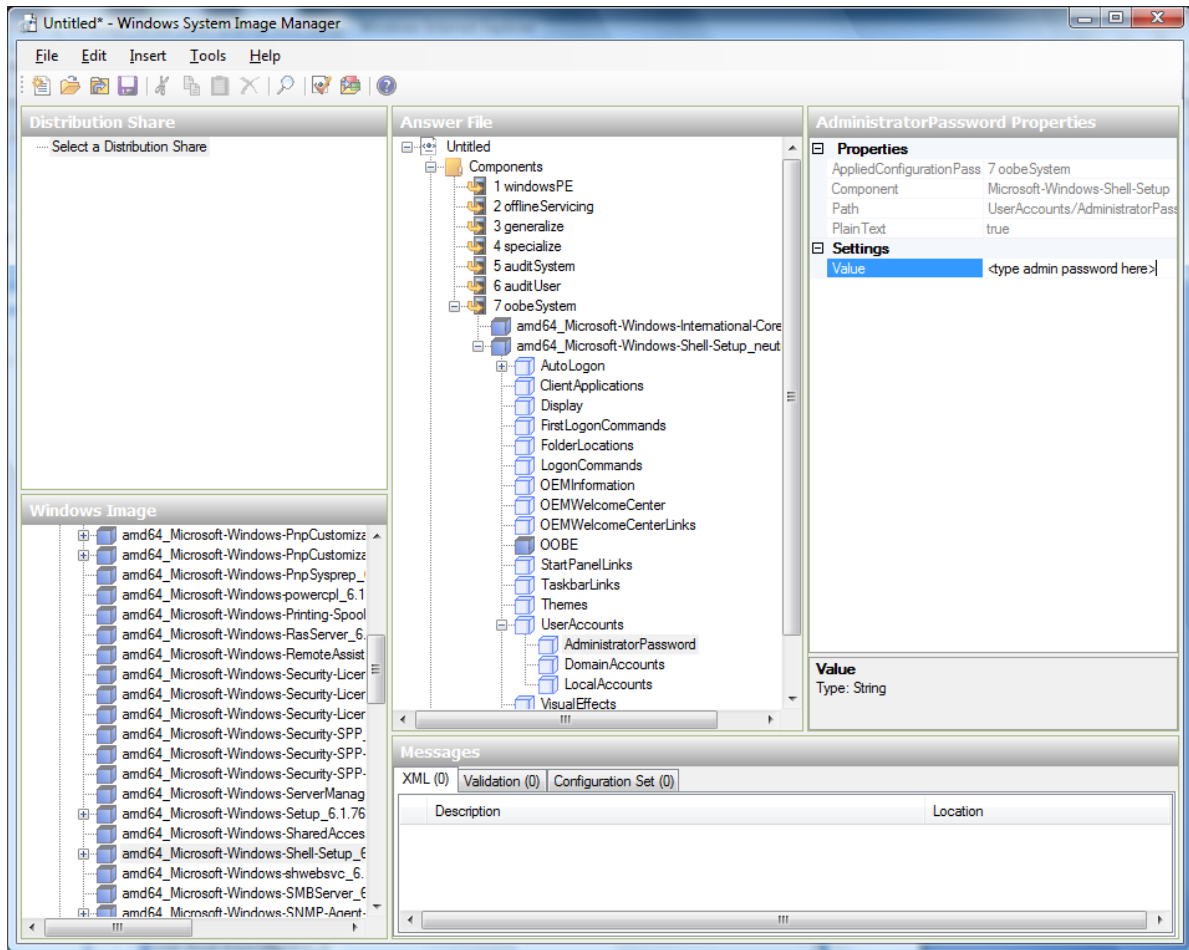 Untitled* - Windows System Image Manager
File Edit Insert Tools Help
Distribution Share
Select a Distribution Share
Windows Image
amd64_Microsoft-Windows-PnpCustomiza
amd64_Microsoft-Windows-PnpCustomiza
amd64_Microsoft-Windows-PnpSysprep_
amd64_Microsoft-Windows-powercpl_6.1
amd64_Microsoft-Windows-Printing-Spool
amd64_Microsoft-Windows-RasServer_6.
amd64_Microsoft-Windows-RemoteAssist
amd64_Microsoft-Windows-Security-Licer
amd64_Microsoft-Windows-Security-Licer
amd64_Microsoft-Windows-Security-Licer
amd64_Microsoft-Windows-Security-SPP_
amd64_Microsoft-Windows-Security-SPP-
amd64_Microsoft-Windows-Security-SPP-
amd64_Microsoft-Windows-ServerManag
amd64_Microsoft-Windows-Setup_6.1.76
amd64_Microsoft-Windows-SharedAcces
amd64_Microsoft-Windows-Shell-Setup_6
amd64_Microsoft-Windows-shwebsvc_6.
amd64_Microsoft-Windows-SMBServer_6
amd64_Microsoft-Windows-SNMP-Agent-
Answer File
Untitled
Components
1 windowsPE
2 offlineServicing
3 generalize
4 specialize
5 auditSystem
6 auditUser
7 oobeSystem
amd64_Microsoft-Windows-International-Core
amd64_Microsoft-Windows-Shell-Setup_neut
AutoLogon
ClientApplications
Display
FirstLogonCommands
FolderLocations
LogonCommands
OEMInformation
OEMWelcomeCenter
OEMWelcomeCenterLinks
OOBE
StartPanelLinks
TaskbarLinks
Themes
UserAccounts
AdministratorPassword
DomainAccounts
LocalAccounts
VisualEffects
AdministratorPassword Properties
Properties
AppliedConfigurationPass 7 oobeSystem
Component Microsoft-Windows-Shell-Setup
Path UserAccounts/AdministratorPass
PlainText true
Settings
Value <type admin password here>
Value
Type: String
Messages
XML (0) Validation (0) Configuration Set (0)
Description Location